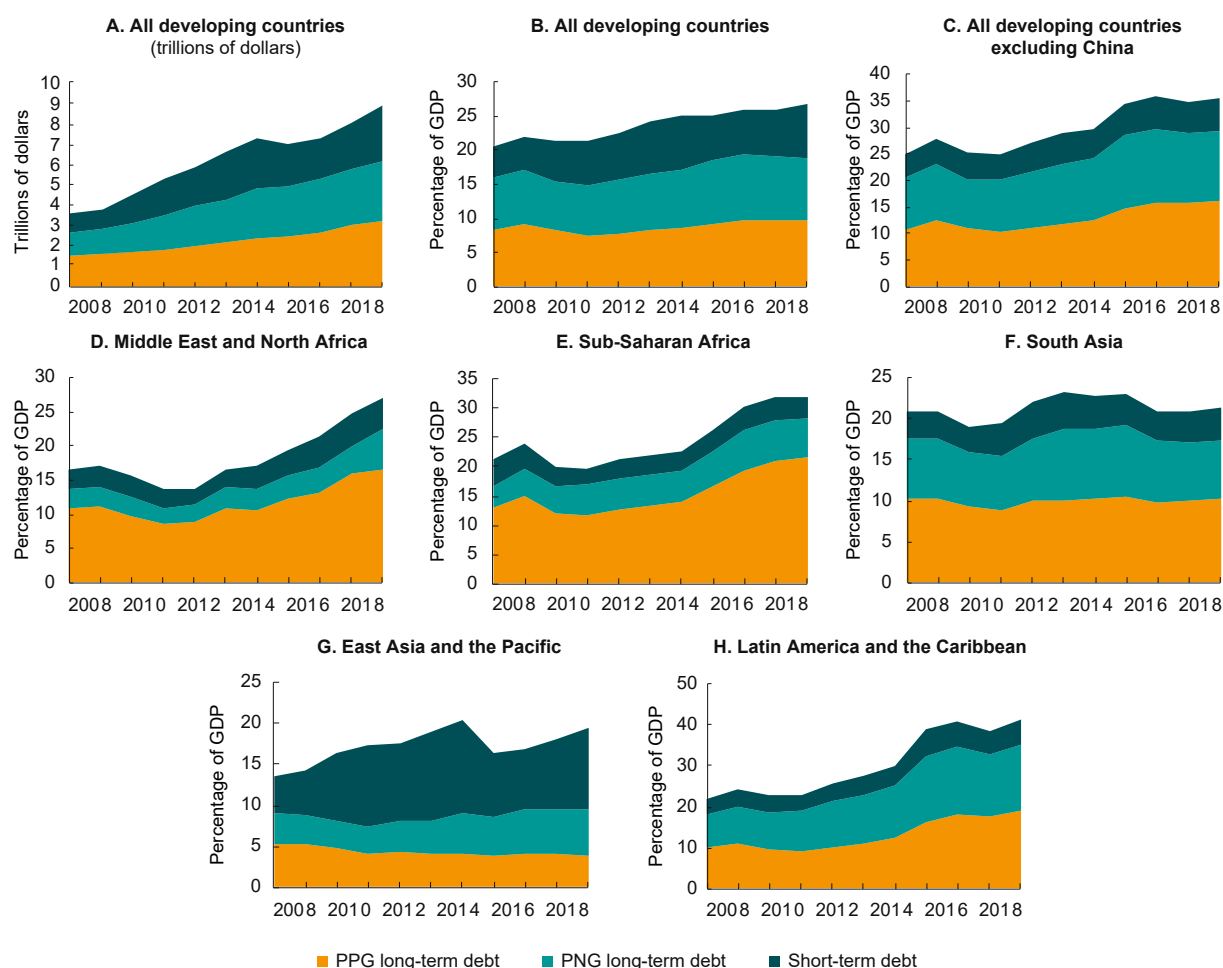 A. All developing countries
(trillions of dollars)
Trillions of dollars
10
9
8
7
6
5
4
3
2
1
0
2008 2010 2012 2014 2016 2018
B. All developing countries
Percentage of GDP
30
25
20
15
10
5
0
2008 2010 2012 2014 2016 2018
C. All developing countries
excluding China
Percentage of GDP
40
35
30
25
20
15
10
5
0
2008 2010 2012 2014 2016 2018
D. Middle East and North Africa
Percentage of GDP
30
25
20
15
10
5
0
2008 2010 2012 2014 2016 2018
E. Sub-Saharan Africa
Percentage of GDP
35
30
25
20
15
10
5
0
2008 2010 2012 2014 2016 2018
F. South Asia
Percentage of GDP
25
20
15
10
5
0
2008 2010 2012 2014 2016 2018
G. East Asia and the Pacific
Percentage of GDP
25
20
15
10
5
0
2008 2010 2012 2014 2016 2018
H. Latin America and the Caribbean
Percentage of GDP
50
40
30
20
10
0
2008 2010 2012 2014 2016 2018
PPG long-term debt PNG long-term debt Short-term debt